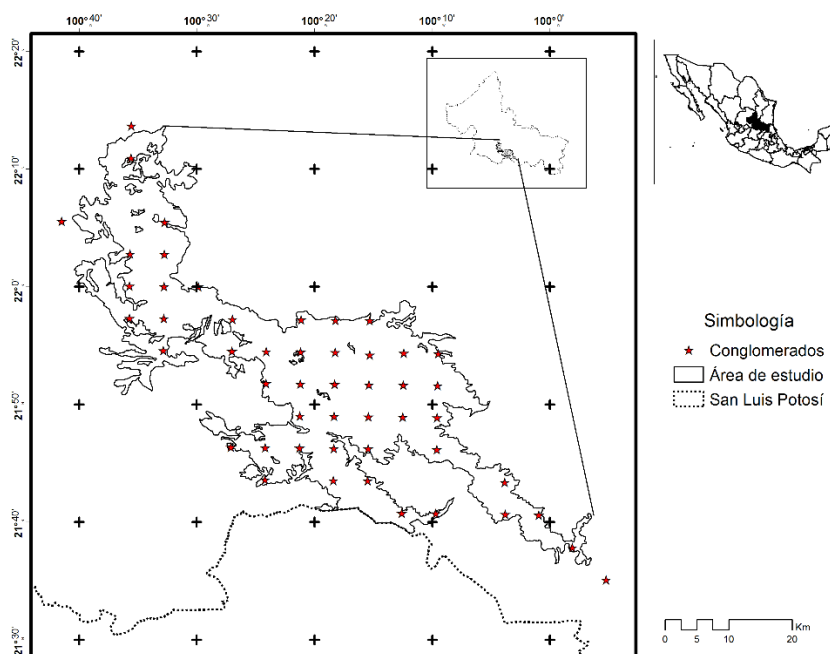 100°40' 100°30' 100°20' 100°10' 100°0'
22°20'
22°10'
22°0'
21°50'
21°40'
21°30'
Simbología
Conglomerados
Área de estudio
San Luis Potosí
Km
0 5 10 20